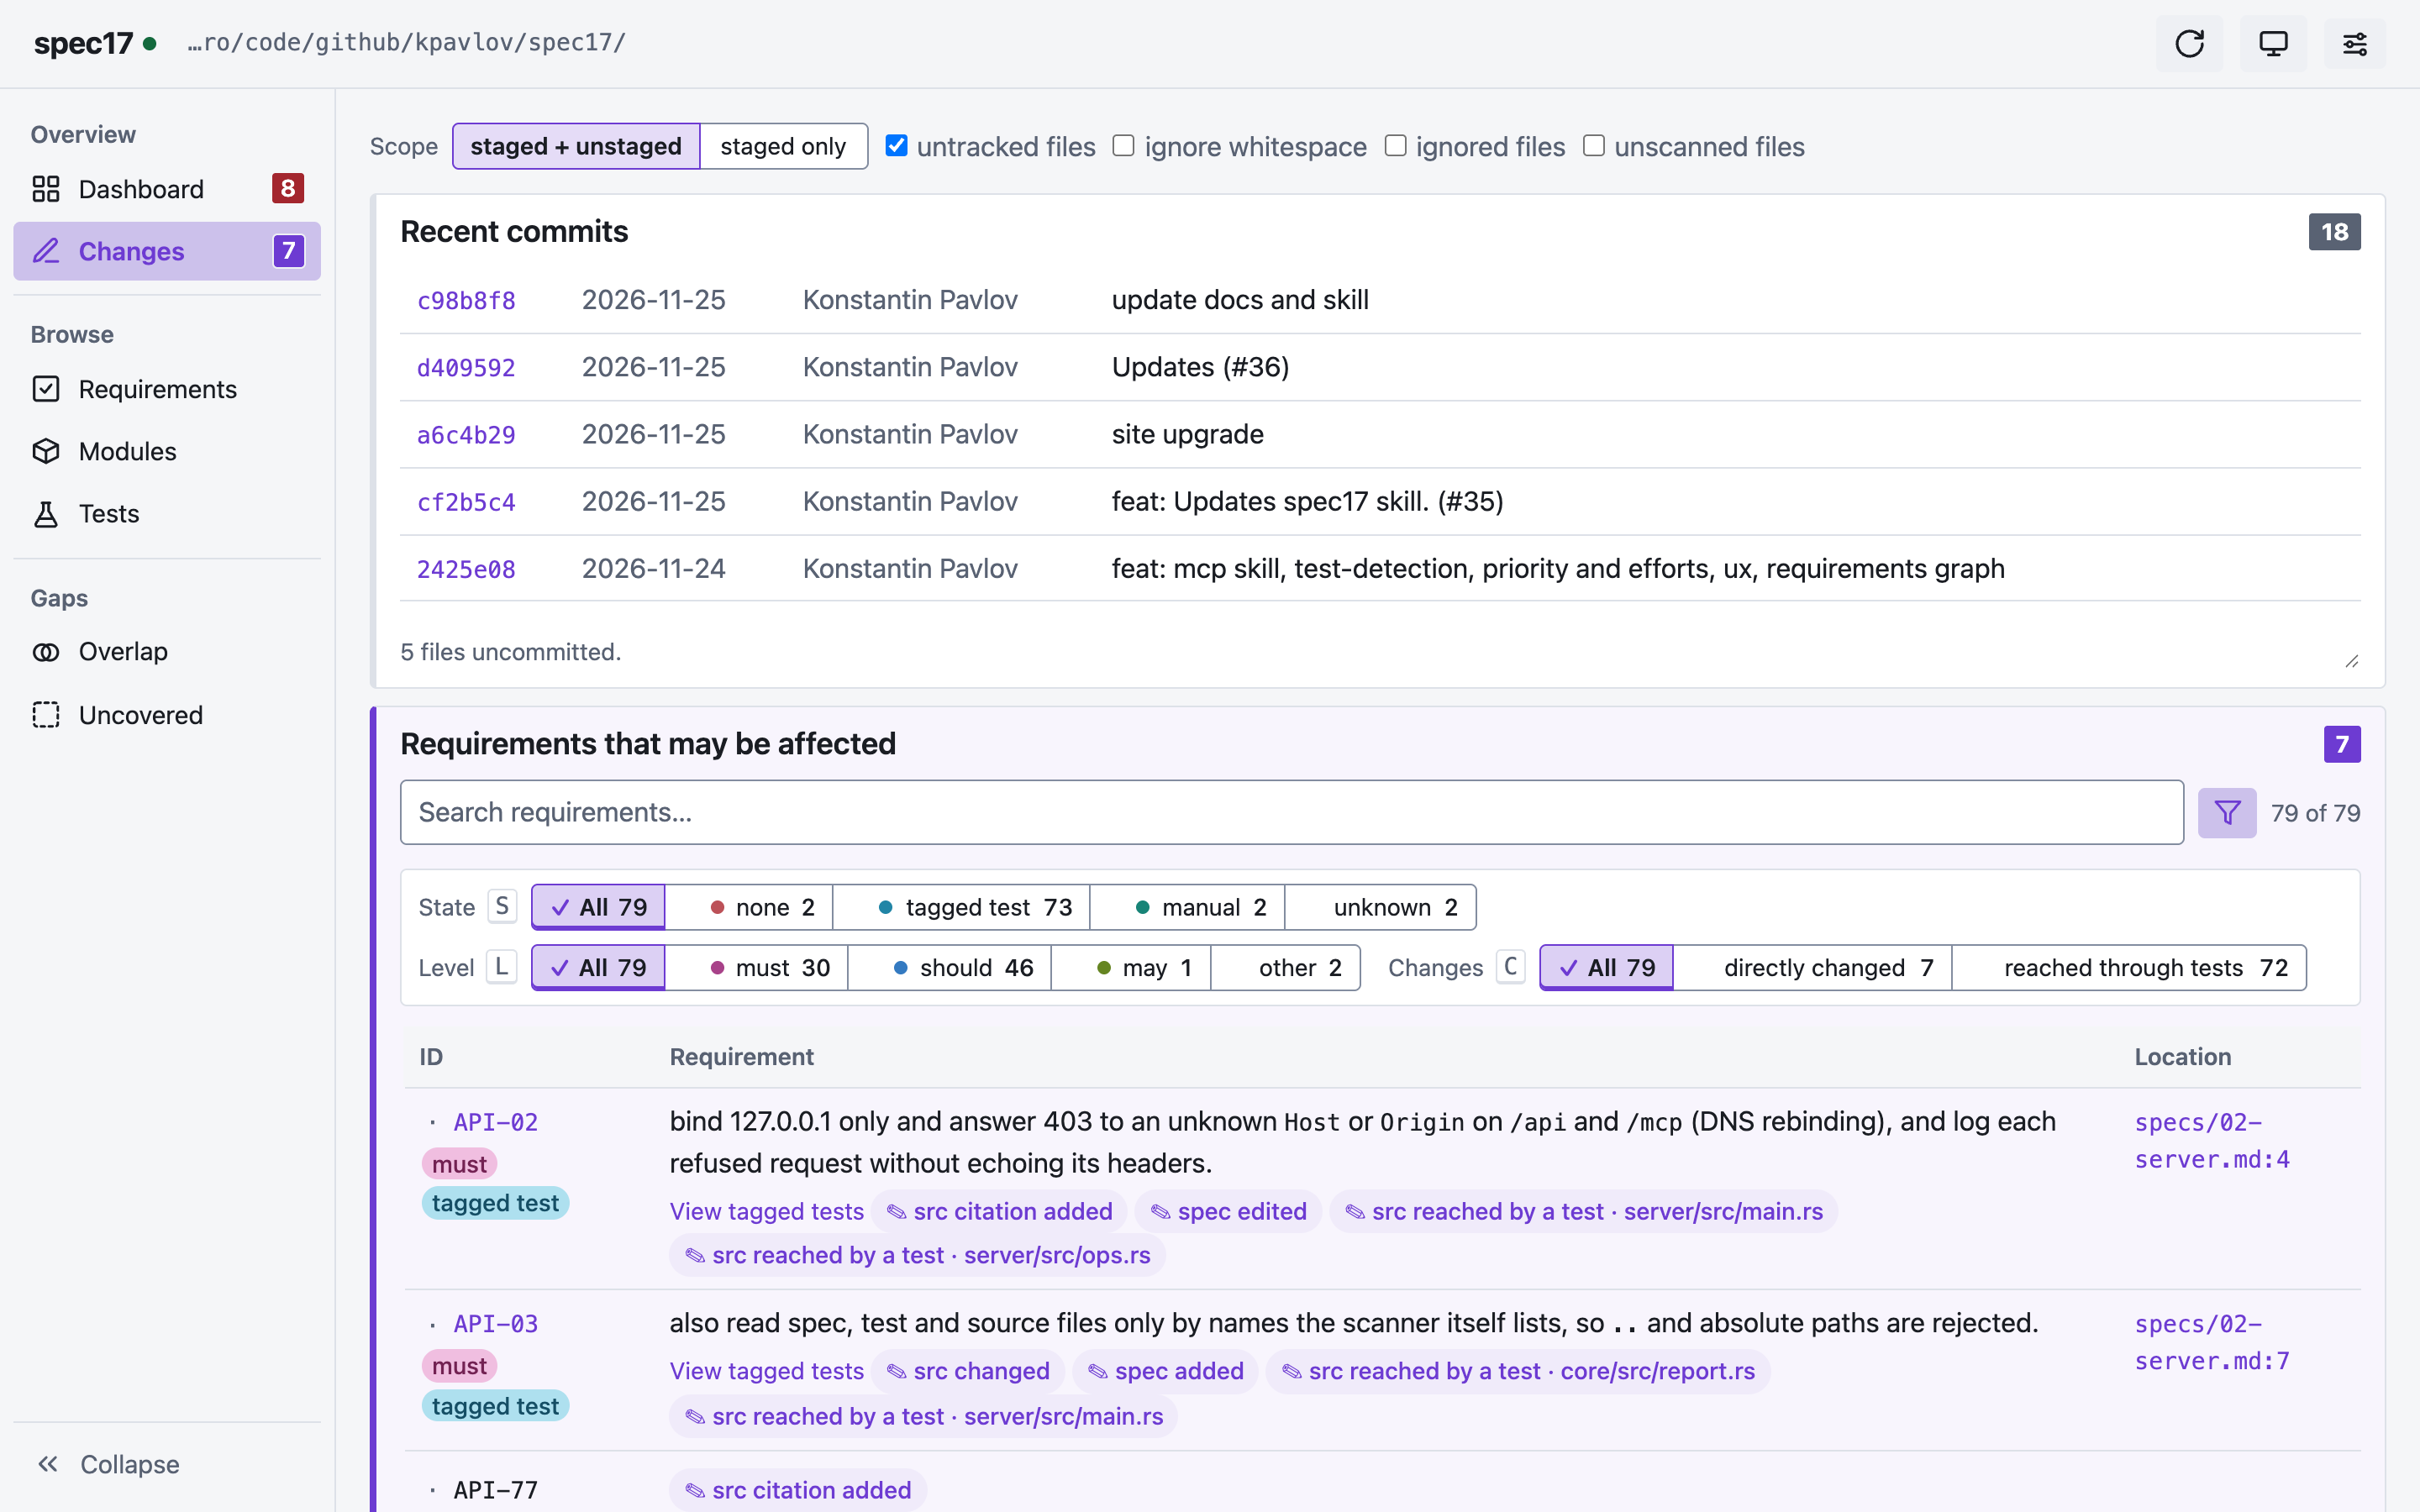 spec17 …ro/code/github/kpavlov/spec17/
Overview
Dashboard 8
Changes 7
Browse
Requirements
Modules
Tests
Gaps
Overlap
Uncovered
Collapse
Scope staged + unstaged staged only untracked files ignore whitespace ignored files unscanned files
Recent commits 18
c98b8f8 2026-11-25 Konstantin Pavlov update docs and skill
d409592 2026-11-25 Konstantin Pavlov Updates (#36)
a6c4b29 2026-11-25 Konstantin Pavlov site upgrade
cf2b5c4 2026-11-25 Konstantin Pavlov feat: Updates spec17 skill. (#35)
2425e08 2026-11-24 Konstantin Pavlov feat: mcp skill, test-detection, priority and efforts, ux, requirements graph
5 files uncommitted.
Requirements that may be affected 7
Search requirements... 79 of 79
State S ✓ All 79 none 2 tagged test 73 manual 2 unknown 2
Level L ✓ All 79 must 30 should 46 may 1 other 2 Changes C ✓ All 79 directly changed 7 reached through tests 72
ID Requirement Location
· API-02 bind 127.0.0.1 only and answer 403 to an unknown Host or Origin on /api and /mcp (DNS rebinding), and log each specs/02-
must refused request without echoing its headers. server.md:4
tagged test View tagged tests ✎ src citation added ✎ spec edited ✎ src reached by a test · server/src/main.rs
✎ src reached by a test · server/src/ops.rs
· API-03 also read spec, test and source files only by names the scanner itself lists, so .. and absolute paths are rejected. specs/02-
must View tagged tests ✎ src changed ✎ spec added ✎ src reached by a test · core/src/report.rs server.md:7
tagged test ✎ src reached by a test · server/src/main.rs
· API-77 ✎ src citation added